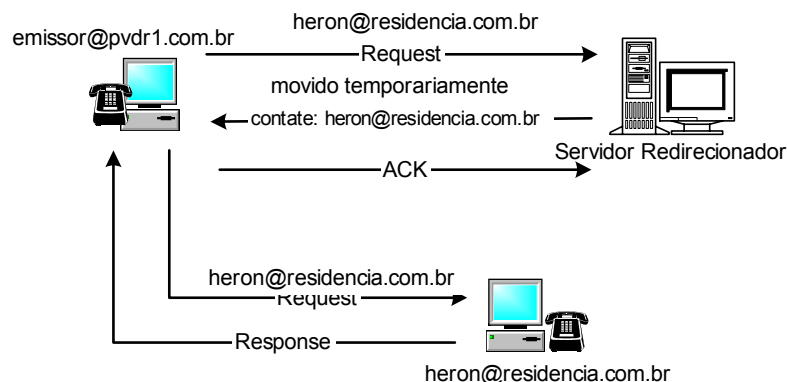 heron@residencia.com.br
emissor@pvdr1.com.br
Request
movido temporariamente
contate: heron@residencia.com.br
Servidor Redirecionador
ACK
heron@residencia.com.br
Request
Response
heron@residencia.com.br